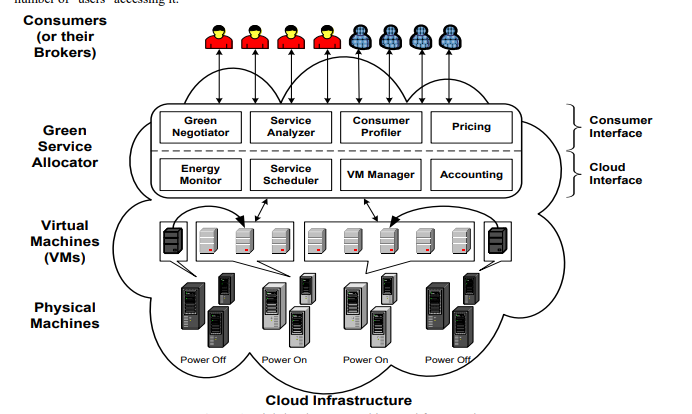 number of "users" accessing it.
Consumers
(or their
Brokers)
Green
Service
Allocator
Green
Negotiator
Service
Analyzer
Consumer
Profiler
Pricing
Consumer
Interface
Energy
Monitor
Service
Scheduler
VM Manager
Accounting
Cloud
Interface
Virtual
Machines
(VMs)
Physical
Machines
Power Off
Power On
Power On
Power Off
Cloud Infrastructure